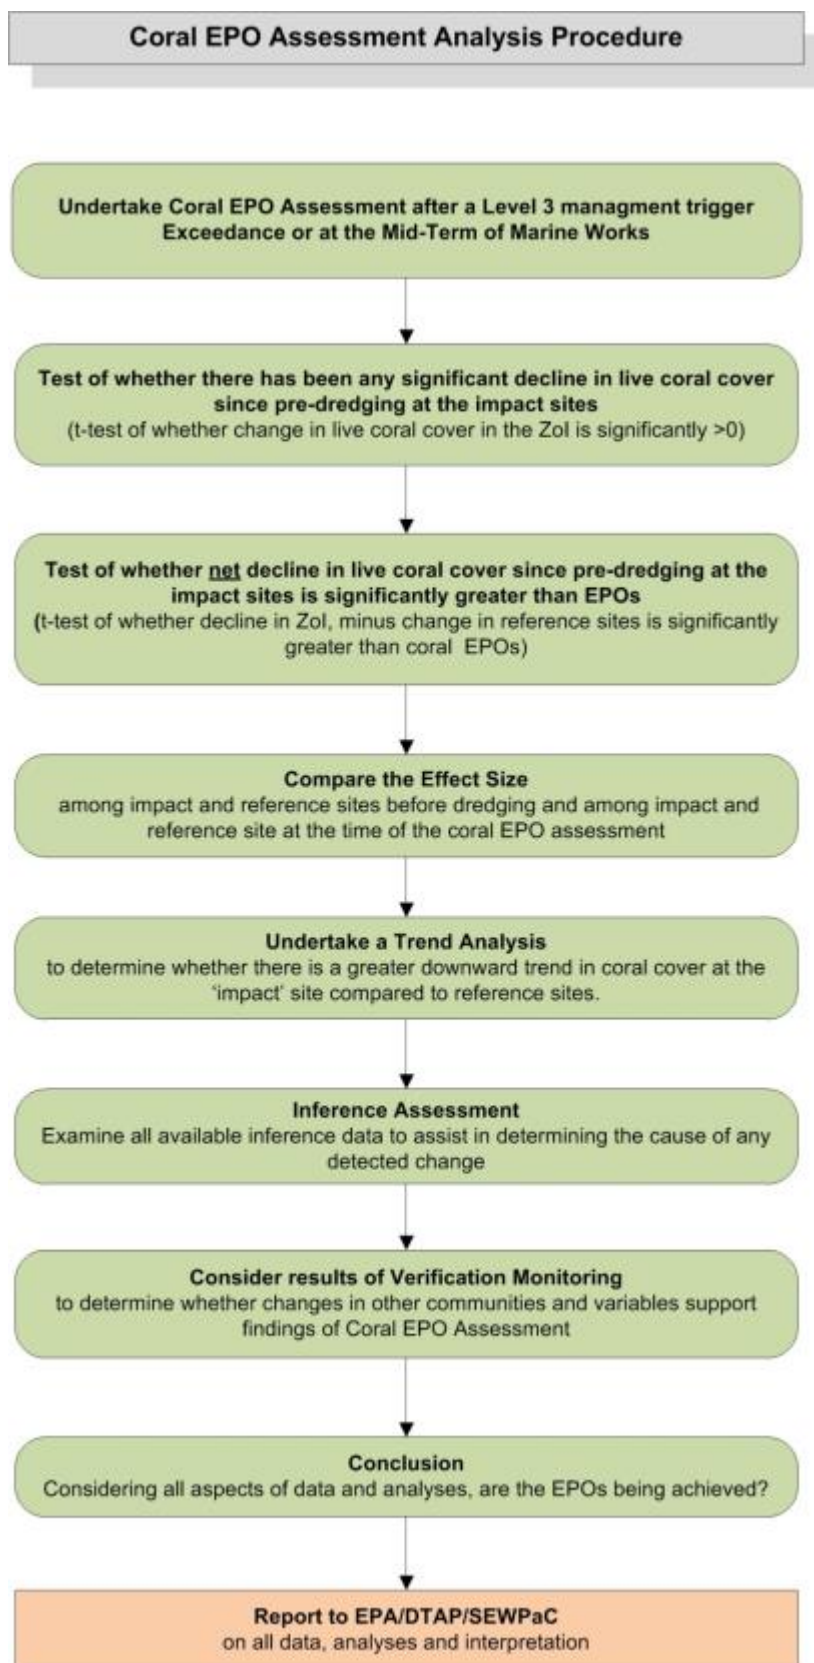 Coral EPO Assessment Analysis Procedure
Undertake Coral EPO Assessment after a Level 3 managment trigger
Exceedance or at the Mid-Term of Marine Works
Test of whether there has been any significant decline in live coral cover
since pre-dredging at the impact sites
(t-test of whether change in live coral cover in the ZoI is significantly >0)
Test of whether net decline in live coral cover since pre-dredging at the
impact sites is significantly greater than EPOs
(t-test of whether decline in ZoI, minus change in reference sites is significantly
greater than coral EPOs)
Compare the Effect Size
among impact and reference sites before dredging and among impact and
reference site at the time of the coral EPO assessment
Undertake a Trend Analysis
to determine whether there is a greater downward trend in coral cover at the
‘impact’ site compared to reference sites.
Inference Assessment
Examine all available inference data to assist in determining the cause of any
detected change
Consider results of Verification Monitoring
to determine whether changes in other communities and variables support
findings of Coral EPO Assessment
Conclusion
Considering all aspects of data and analyses, are the EPOs being achieved?
Report to EPA/DTAP/SEWPaC
on all data, analyses and interpretation